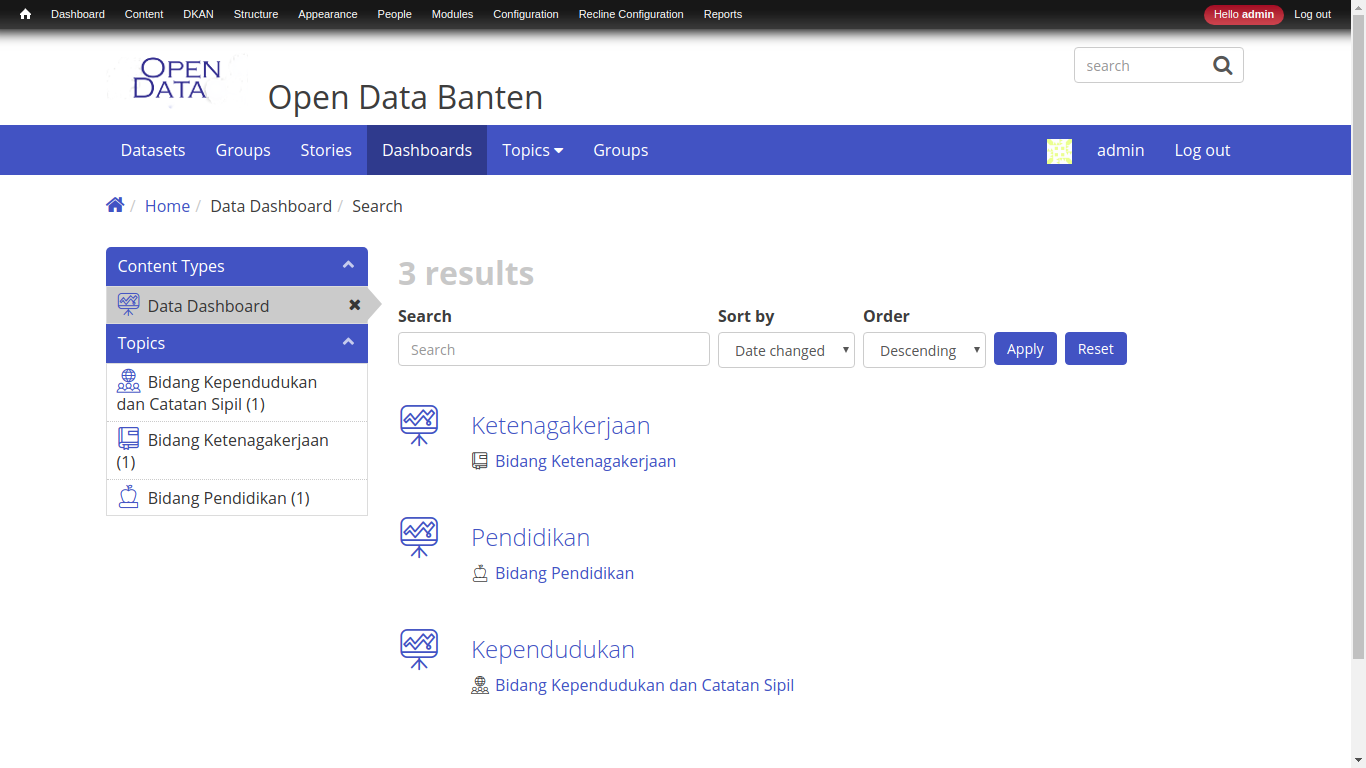 Dashboard Content DKAN Structure Appearance People Modules Configuration Recline Configuration Reports Hello admin Log out
OPEN
DATA
Open Data Banten
search
Datasets Groups Stories Dashboards Topics Groups admin Log out
/ Home / Data Dashboard / Search
Content Types
Data Dashboard
Topics
Bidang Kependudukan
dan Catatan Sipil (1)
Bidang Ketenagakerjaan
(1)
Bidang Pendidikan (1)
3 results
Search Sort by Order
Search Date changed Descending Apply Reset
Ketenagakerjaan
Bidang Ketenagakerjaan
Pendidikan
Bidang Pendidikan
Kependudukan
Bidang Kependudukan dan Catatan Sipil